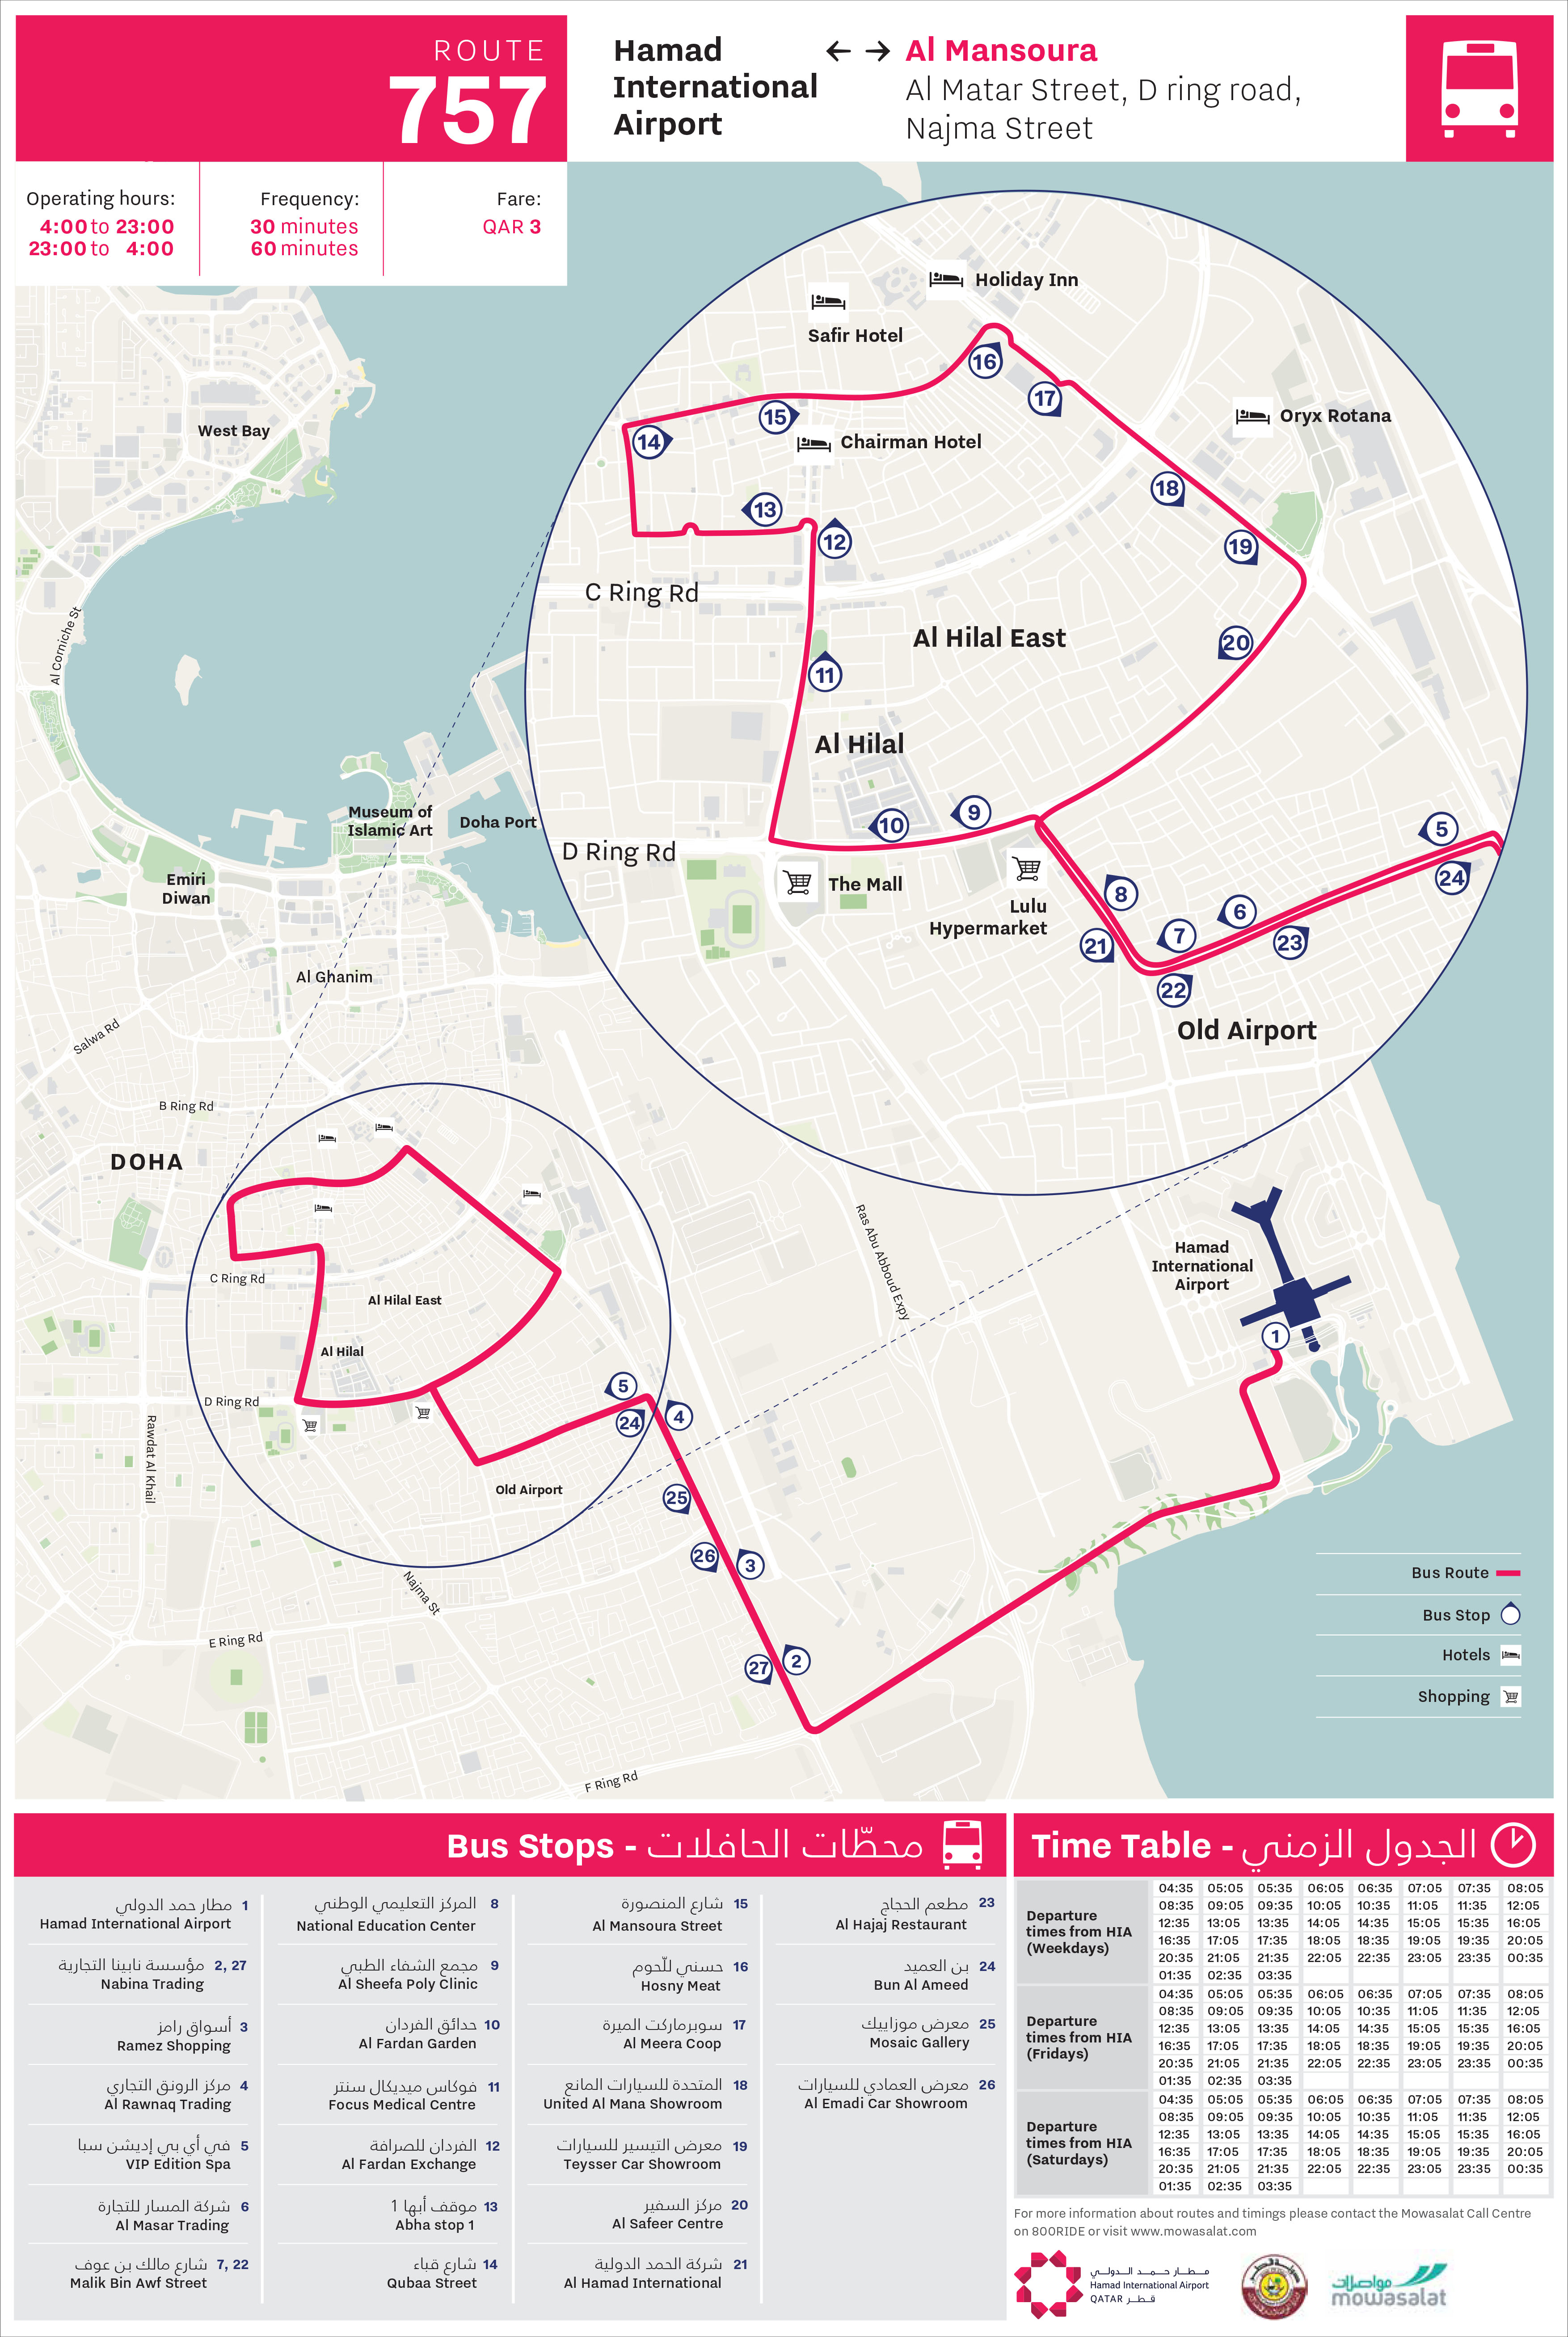 ROUTE
757
Hamad
International
Airport
← →
Al Mansoura
Al Matar Street, D ring road,
Najma Street
Operating hours:
4:00 to 23:00
23:00 to 4:00
Frequency:
30 minutes
60 minutes
Fare:
QAR 3
Holiday Inn
Safir Hotel
16
17
Oryx Rotana
15
14
Chairman Hotel
West Bay
18
13
12
19
C Ring Rd
Al Hilal East
20
11
Al Corniche St
Al Hilal
9
10
5
Museum of
Islamic Art
Doha Port
D Ring Rd
The Mall
24
Lulu
Hypermarket
8
6
7
21
23
22
Emiri
Diwan
Al Ghanim
Old Airport
Salwa Rd
B Ring Rd
DOHA
Ras Abu Abboud Expy
Hamad
International
Airport
1
C Ring Rd
Al Hilal East
Al Hilal
D Ring Rd
5
24
4
Rawdat Al Khail
Old Airport
25
26
3
Najma St
E Ring Rd
27
2
F Ring Rd
Bus Route
Bus Stop
Hotels
Shopping
Bus Stops - محطّات الحافلات
1 مطار حمد الدولي
Hamad International Airport
2, 27 مؤسسة نابينا التجارية
Nabina Trading
3 أسواق رامز
Ramez Shopping
4 مركز الرونق التجاري
Al Rawnaq Trading
5 في أي بي إديشن سبا
VIP Edition Spa
6 شركة المسار للتجارة
Al Masar Trading
7, 22 شارع مالك بن عوف
Malik Bin Awf Street
8 المركز التعليمي الوطني
National Education Center
9 مجمع الشفاء الطبي
Al Sheefa Poly Clinic
10 حدائق الفردان
Al Fardan Garden
11 فوكاس ميديكال سنتر
Focus Medical Centre
12 الفردان للصرافة
Al Fardan Exchange
13 موقف أبها 1
Abha stop 1
14 شارع قباء
Qubaa Street
15 شارع المنصورة
Al Mansoura Street
16 حسني للّحوم
Hosny Meat
17 سوبرماركت الميرة
Al Meera Coop
18 المتحدة للسيارات المانع
United Al Mana Showroom
19 معرض التيسير للسيارات
Teysser Car Showroom
20 مركز السفير
Al Safeer Centre
21 شركة الحمد الدولية
Al Hamad International
23 مطعم الحجاج
Al Hajaj Restaurant
24 بن العميد
Bun Al Ameed
25 معرض موزاييك
Mosaic Gallery
26 معرض العمادي للسيارات
Al Emadi Car Showroom
Time Table - الجدول الزمني
Departure
times from HIA
(Weekdays)
04:35 05:05 05:35 06:05 06:35 07:05 07:35 08:05
08:35 09:05 09:35 10:05 10:35 11:05 11:35 12:05
12:35 13:05 13:35 14:05 14:35 15:05 15:35 16:05
16:35 17:05 17:35 18:05 18:35 19:05 19:35 20:05
20:35 21:05 21:35 22:05 22:35 23:05 23:35 00:35
01:35 02:35 03:35
Departure
times from HIA
(Fridays)
04:35 05:05 05:35 06:05 06:35 07:05 07:35 08:05
08:35 09:05 09:35 10:05 10:35 11:05 11:35 12:05
12:35 13:05 13:35 14:05 14:35 15:05 15:35 16:05
16:35 17:05 17:35 18:05 18:35 19:05 19:35 20:05
20:35 21:05 21:35 22:05 22:35 23:05 23:35 00:35
01:35 02:35 03:35
Departure
times from HIA
(Saturdays)
04:35 05:05 05:35 06:05 06:35 07:05 07:35 08:05
08:35 09:05 09:35 10:05 10:35 11:05 11:35 12:05
12:35 13:05 13:35 14:05 14:35 15:05 15:35 16:05
16:35 17:05 17:35 18:05 18:35 19:05 19:35 20:05
20:35 21:05 21:35 22:05 22:35 23:05 23:35 00:35
01:35 02:35 03:35
For more information about routes and timings please contact the Mowasalat Call Centre
on 800RIDE or visit www.mowasalat.com
مطار حمد الدولي
Hamad International Airport
QATAR قطر
مواصلات
mowasalat